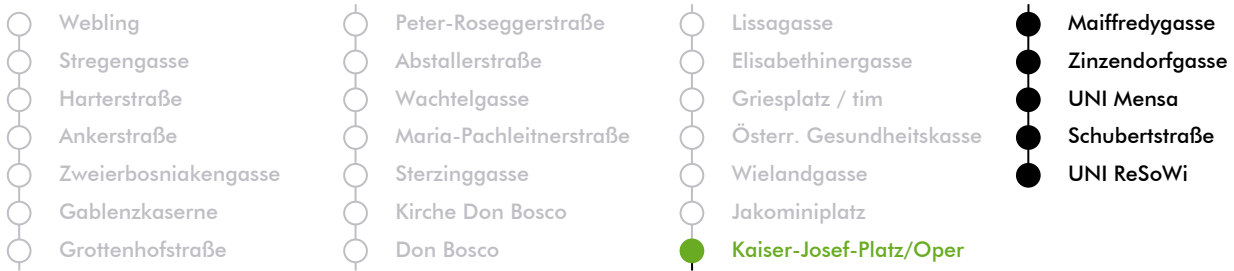 Webling
Stregengasse
Harterstraße
Ankerstraße
Zweierbosniakengasse
Gablenzkaserne
Grottenhofstraße
Peter-Roseggerstraße
Abstallerstraße
Wachtelgasse
Maria-Pachleitnerstraße
Sterzinggasse
Kirche Don Bosco
Don Bosco
Lissagasse
Elisabethinergasse
Griesplatz / tim
Österr. Gesundheitskasse
Wielandgasse
Jakominiplatz
Kaiser-Josef-Platz/Oper
Maiffredygasse
Zinzendorfgasse
UNI Mensa
Schubertstraße
UNI ReSoWi